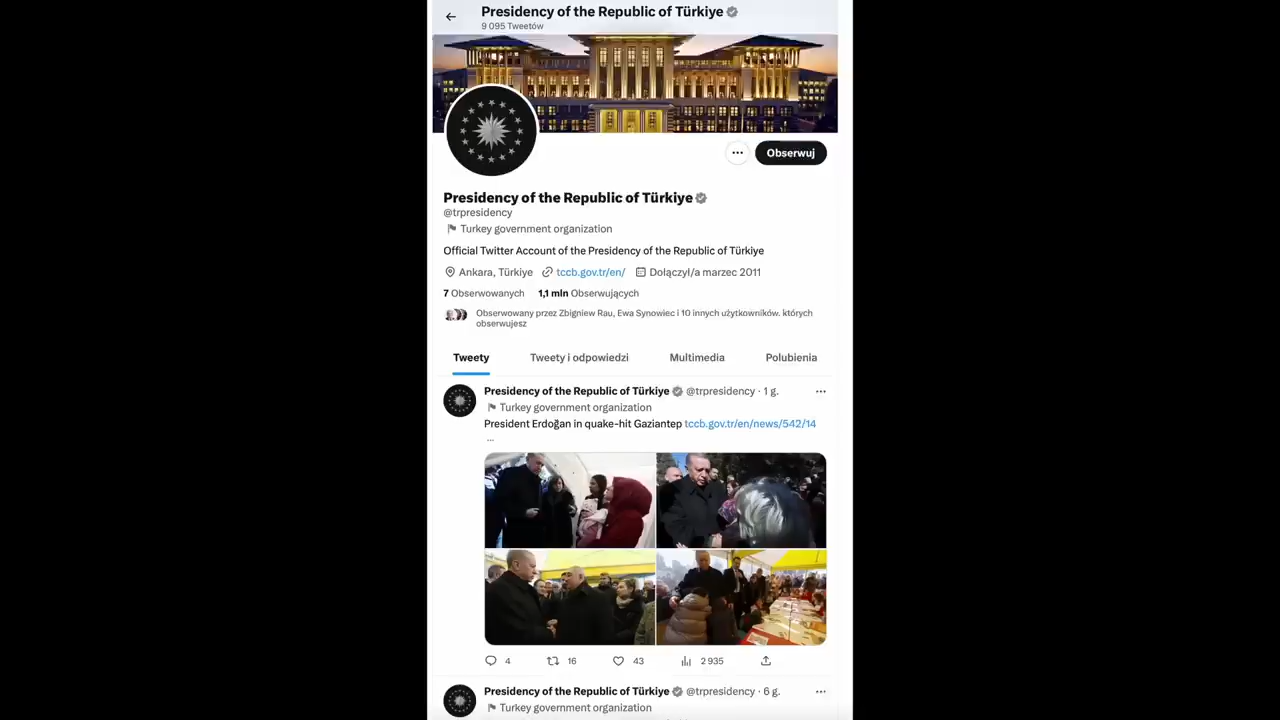 Presidency of the Republic of Türkiye
9 095 Tweetów
Obserwuj
Presidency of the Republic of Türkiye
@trpresidency
Turkey government organization
Official Twitter Account of the Presidency of the Republic of Türkiye
Ankara, Türkiye tccb.gov.tr/en/ Dołączył/a marzec 2011
7 Obserwowanych 1,1 mln Obserwujących
Obserwowany przez Zbigniew Rau, Ewa Synowiec i 10 innych użytkowników, których
obserwujesz
Tweety Tweety i odpowiedzi Multimedia Polubienia
Presidency of the Republic of Türkiye @trpresidency · 1 g.
Turkey government organization
President Erdoğan in quake-hit Gaziantep tccb.gov.tr/en/news/542/14
...
4 16 43 2 935
Presidency of the Republic of Türkiye @trpresidency · 6 g.
Turkey government organization